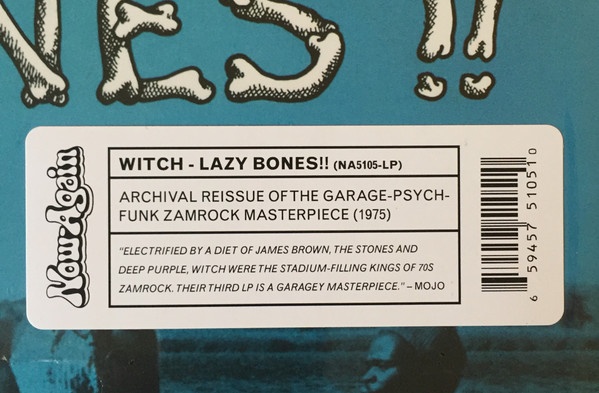 NES!!
Now-Again
WITCH - LAZY BONES!! (NA5105-LP)
ARCHIVAL REISSUE OF THE GARAGE-PSYCH-
FUNK ZAMROCK MASTERPIECE (1975)
"ELECTRIFIED BY A DIET OF JAMES BROWN, THE STONES AND
DEEP PURPLE, WITCH WERE THE STADIUM-FILLING KINGS OF 70S
ZAMROCK. THEIR THIRD LP IS A GARAGEY MASTERPIECE." – MOJO
6 59457 51051 0